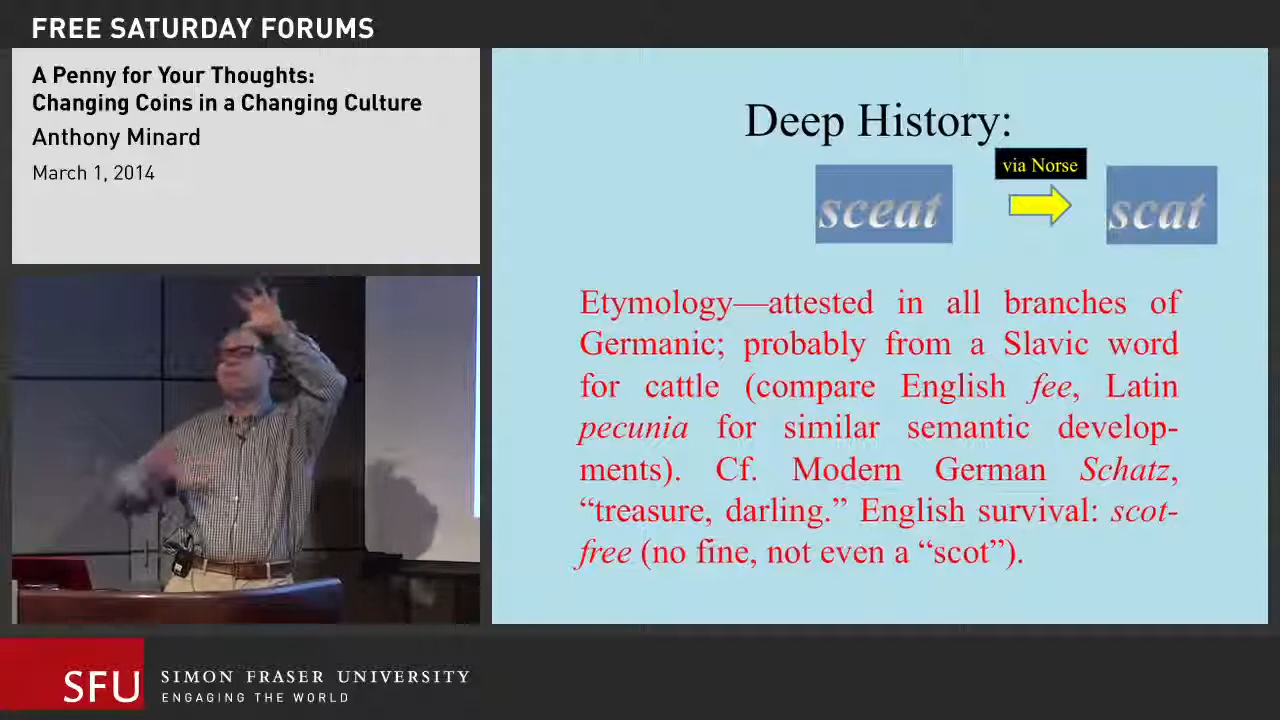 FREE SATURDAY FORUMS
A Penny for Your Thoughts:
Changing Coins in a Changing Culture
Anthony Minard
March 1, 2014
Deep History:
via Norse
sceat
scat
Etymology—attested in all branches of
Germanic; probably from a Slavic word
for cattle (compare English fee, Latin
pecunia for similar semantic develop-
ments). Cf. Modern German Schatz,
“treasure, darling.” English survival: scot-
free (no fine, not even a “scot”).
SFU
SIMON FRASER UNIVERSITY
ENGAGING THE WORLD